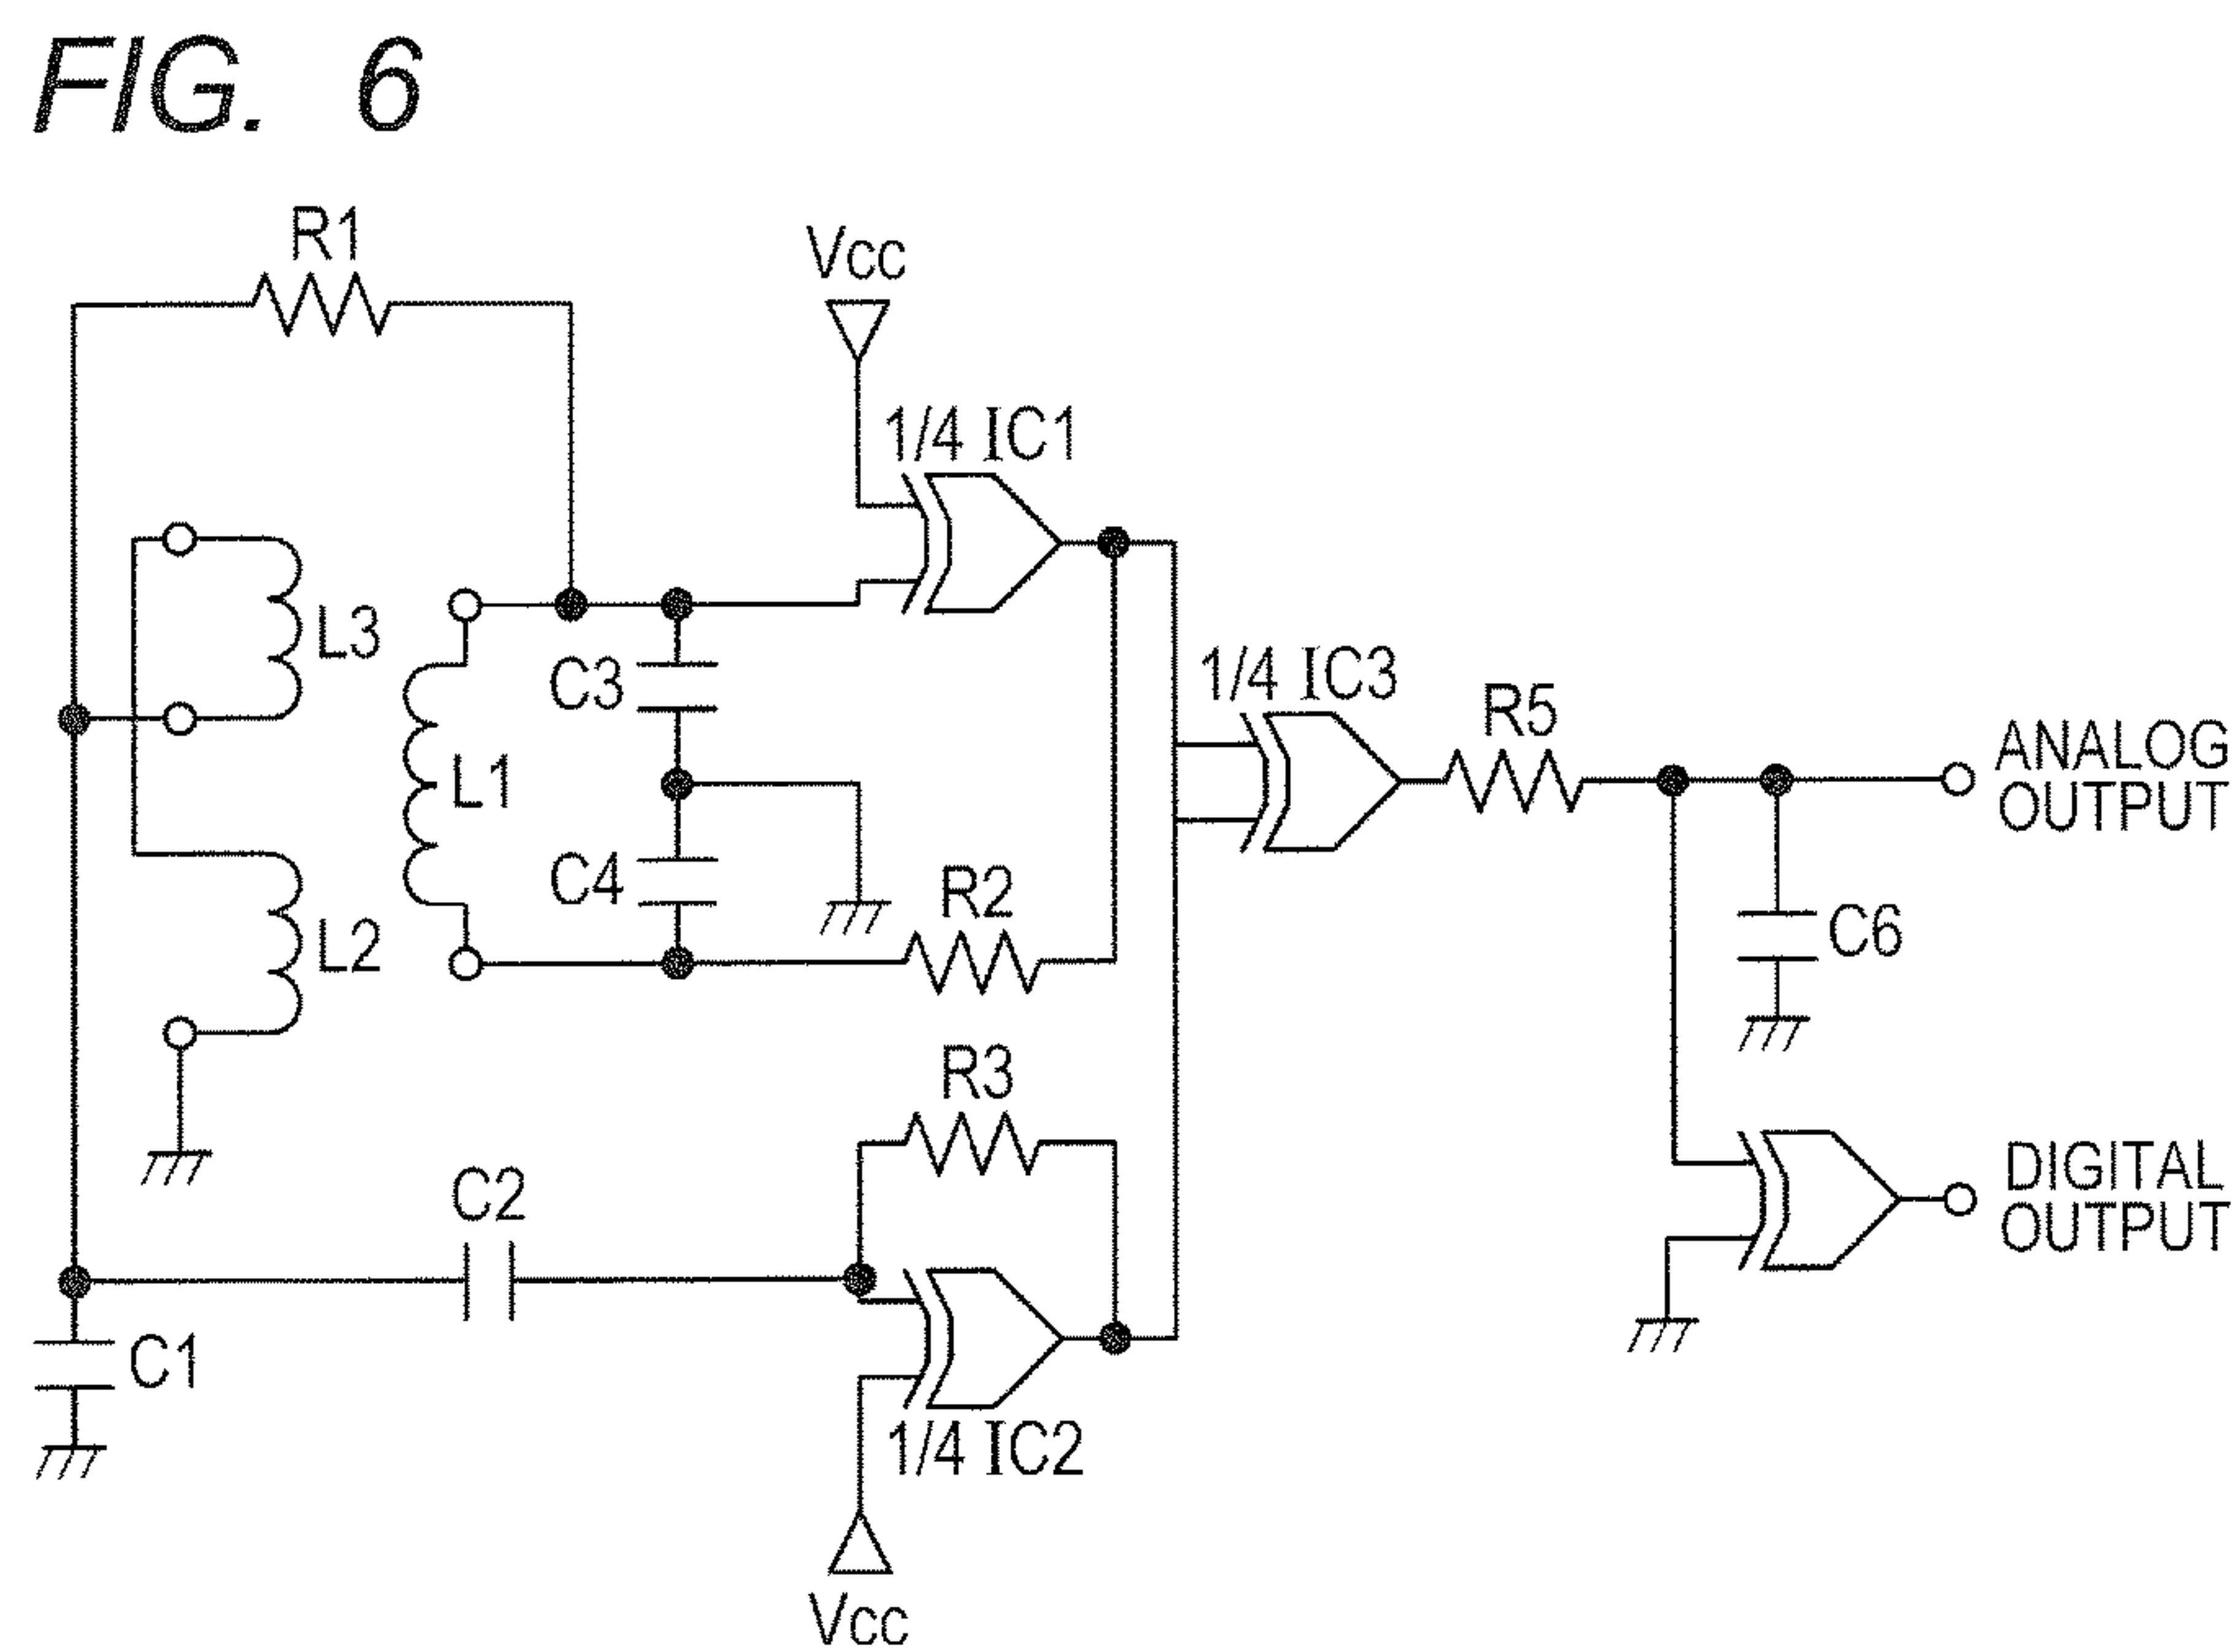 FIG. 6
R1
Vcc
1/4 IC1
L3
C3
1/4 IC3
R5
ANALOG
OUTPUT
L1
C4
R2
L2
C6
R3
C2
DIGITAL
OUTPUT
C1
1/4 IC2
Vcc